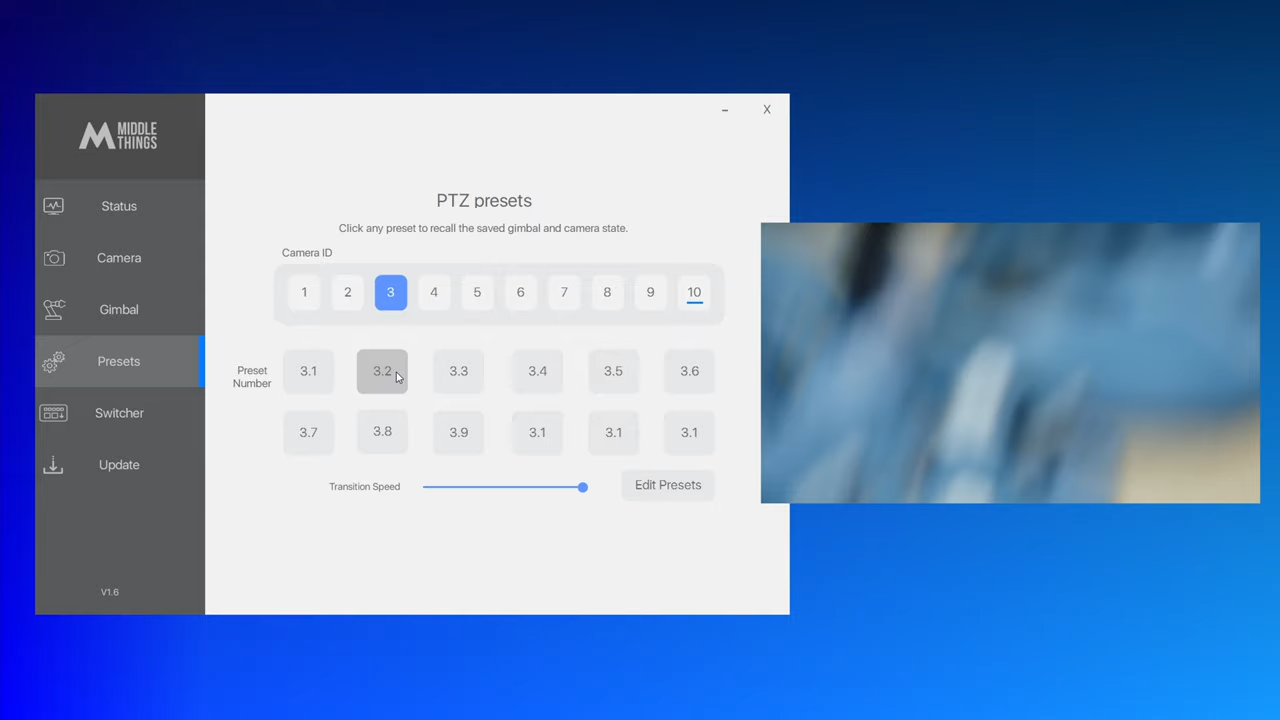 MIDDLE
THINGS
- X
Status
Camera
Gimbal
Presets
Switcher
Update
V1.6
PTZ presets
Click any preset to recall the saved gimbal and camera state.
Camera ID
1 2 3 4 5 6 7 8 9 10
Preset
Number
3.1 3.2 3.3 3.4 3.5 3.6
3.7 3.8 3.9 3.1 3.1 3.1
Transition Speed
Edit Presets